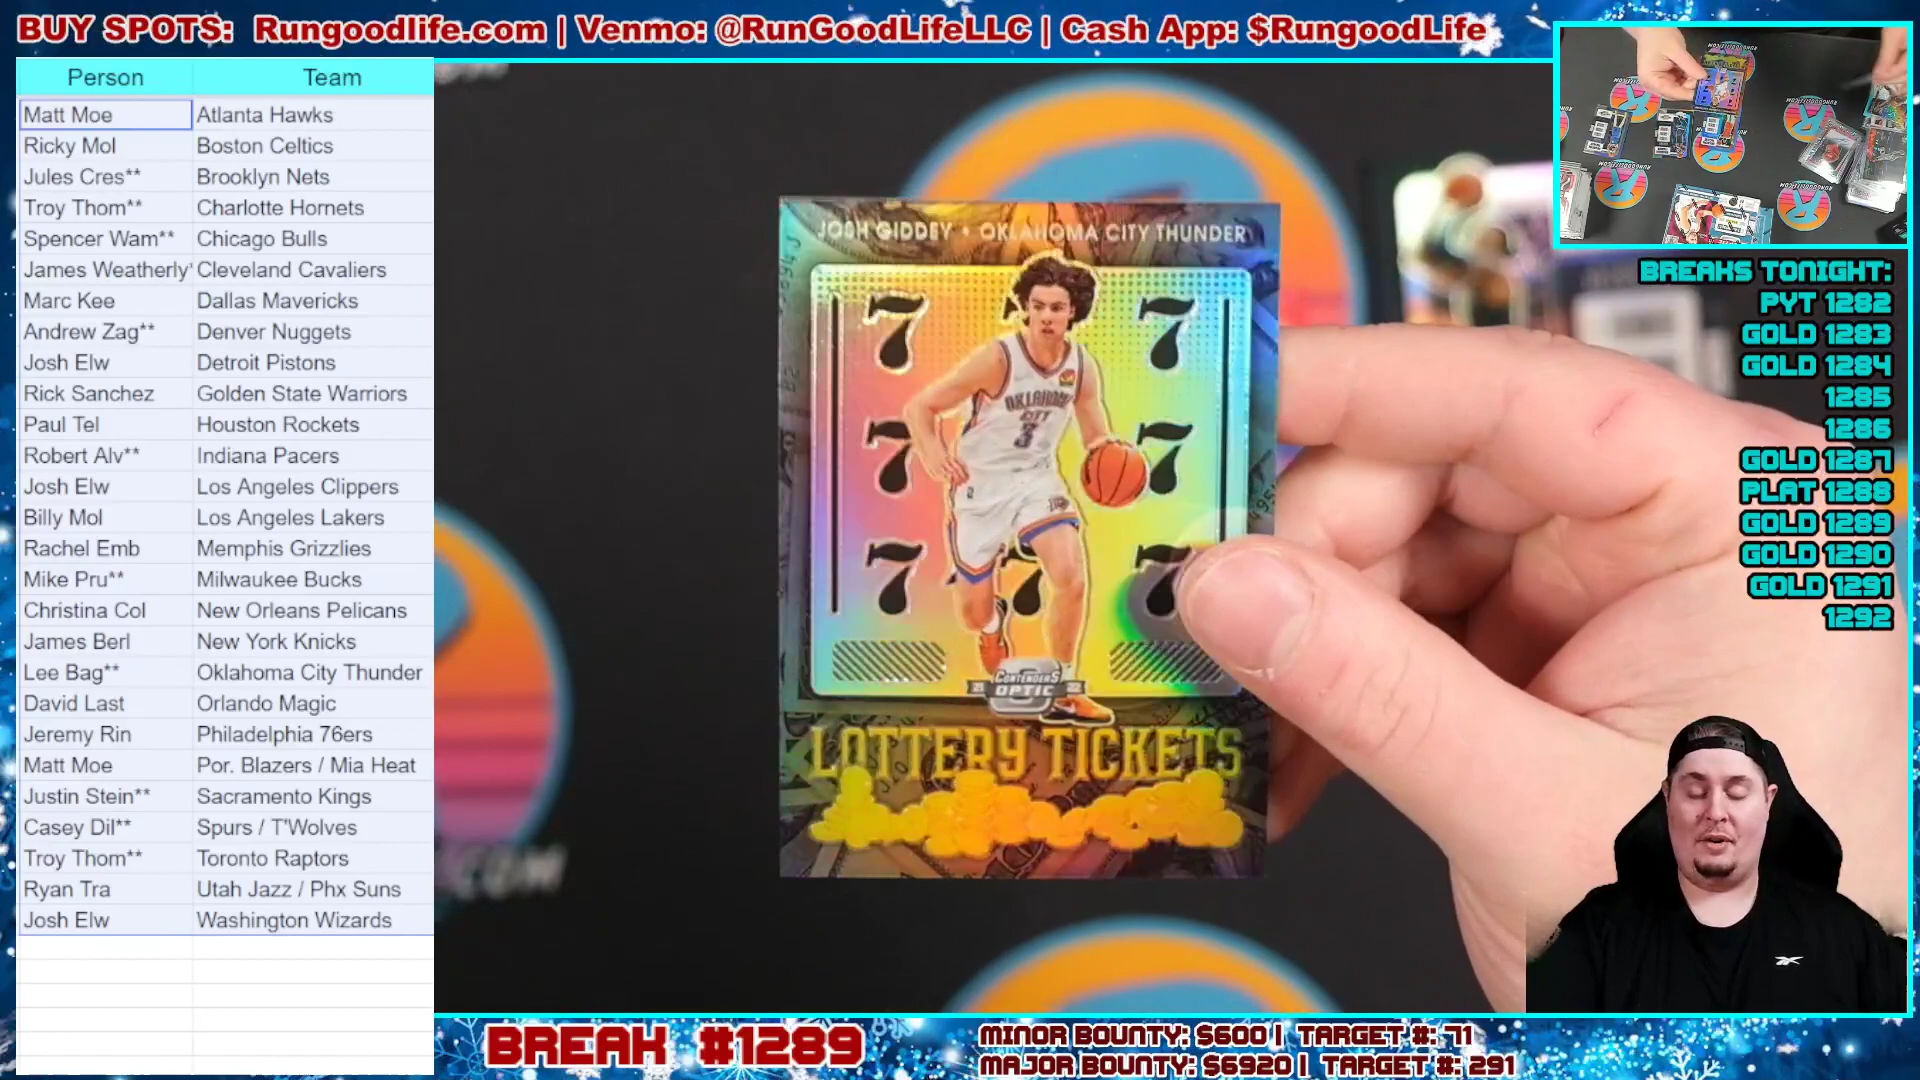 BUY SPOTS: Rungoodlife.com | Venmo: @RunGoodLifeLLC | Cash App: $RungoodLife
Person Team
Matt Moe Atlanta Hawks
Ricky Mol Boston Celtics
Jules Cres** Brooklyn Nets
Troy Thom** Charlotte Hornets
Spencer Wam** Chicago Bulls
James Weatherly* Cleveland Cavaliers
Marc Kee Dallas Mavericks
Andrew Zag** Denver Nuggets
Josh Elw Detroit Pistons
Rick Sanchez Golden State Warriors
Paul Tel Houston Rockets
Robert Alv** Indiana Pacers
Josh Elw Los Angeles Clippers
Billy Mol Los Angeles Lakers
Rachel Emb Memphis Grizzlies
Mike Pru** Milwaukee Bucks
Christina Col New Orleans Pelicans
James Berl New York Knicks
Lee Bag** Oklahoma City Thunder
David Last Orlando Magic
Jeremy Rin Philadelphia 76ers
Matt Moe Por. Blazers / Mia Heat
Justin Stein** Sacramento Kings
Casey Dil** Spurs / T'Wolves
Troy Thom** Toronto Raptors
Ryan Tra Utah Jazz / Phx Suns
Josh Elw Washington Wizards
JOSH GIDDEY • OKLAHOMA CITY THUNDER
7 7 7
OKLAHOMA
CITY
3
7 7
7 7 7
CONTENDERS
21 OPTIC 22
LOTTERY TICKETS
.COM
BREAKS TONIGHT:
PYT 1282
GOLD 1283
GOLD 1284
1285
1286
GOLD 1287
PLAT 1288
GOLD 1289
GOLD 1290
GOLD 1291
1292
BREAK #1289
MINOR BOUNTY: $600 | TARGET #: 71
MAJOR BOUNTY: $6920 | TARGET #: 291